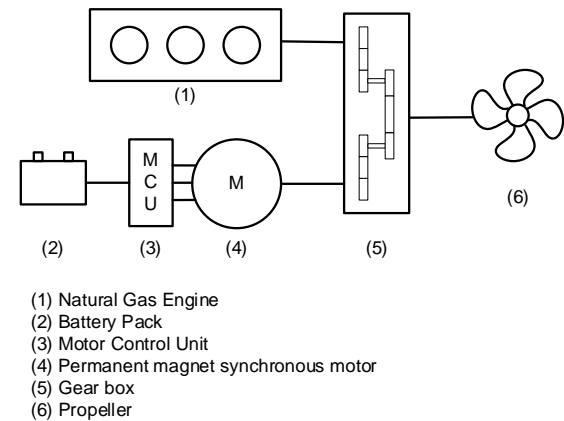 (1)
M
C
U
M
(2)
(3)
(4)
(5)
(6)
(1) Natural Gas Engine
(2) Battery Pack
(3) Motor Control Unit
(4) Permanent magnet synchronous motor
(5) Gear box
(6) Propeller